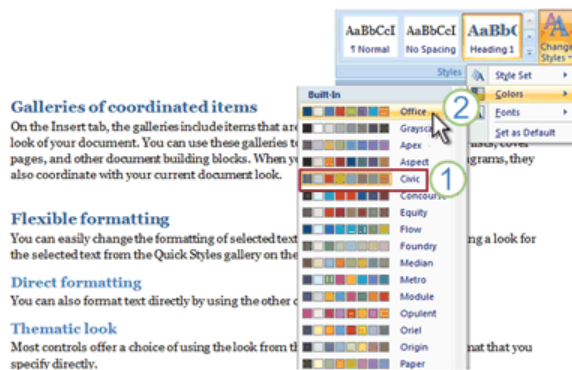 AaBbCcI AaBbCcI AaBb(
¶ Normal No Spacing Heading 1 Change
Styles
Styles Style Set
Built-In Colors
Office 2 Fonts
Set as Default
Galleries of coordinated items
On the Insert tab, the galleries include items that are Apex
look of your document. You can use these galleries cover
pages, and other document building blocks. When Aspect grams, they
also coordinate with your current document look. Civic 1
Concourse
Equity
Flexible formatting Flow
You can easily change the formatting of selected text Foundry ng a look for
the selected text from the Quick Styles gallery on the Median
Metro
Direct formatting
You can also format text directly by using the other Module
Opulent
Thematic look Oriel
Most controls offer a choice of using the look from Origin mat that you
specify directly. Paper